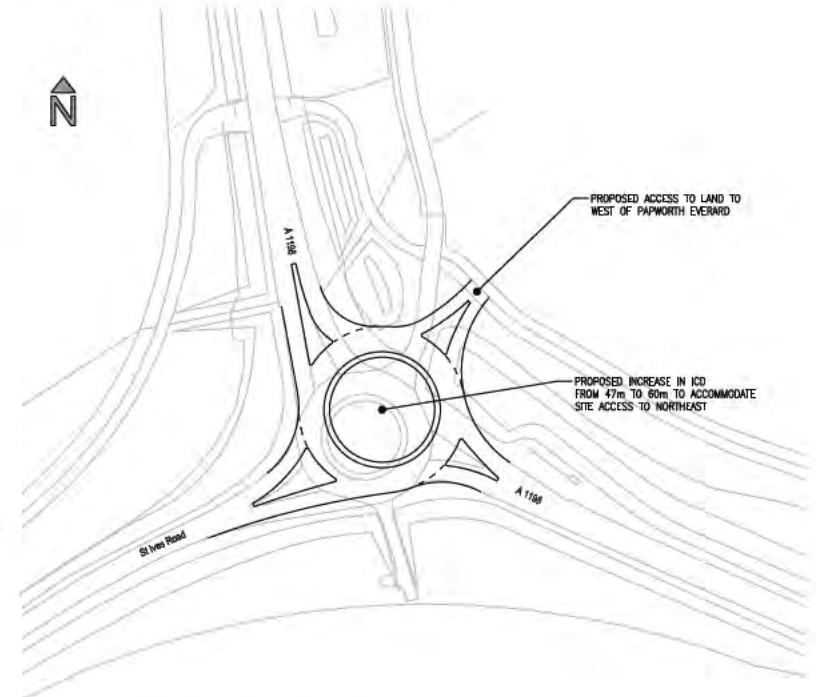 N
PROPOSED ACCESS TO LAND TO
WEST OF PAPWORTH EVERARD
A 1198
PROPOSED INCREASE IN ICD
FROM 47m TO 60m TO ACCOMMODATE
SITE ACCESS TO NORTHEAST
A 1198
St Ives Road